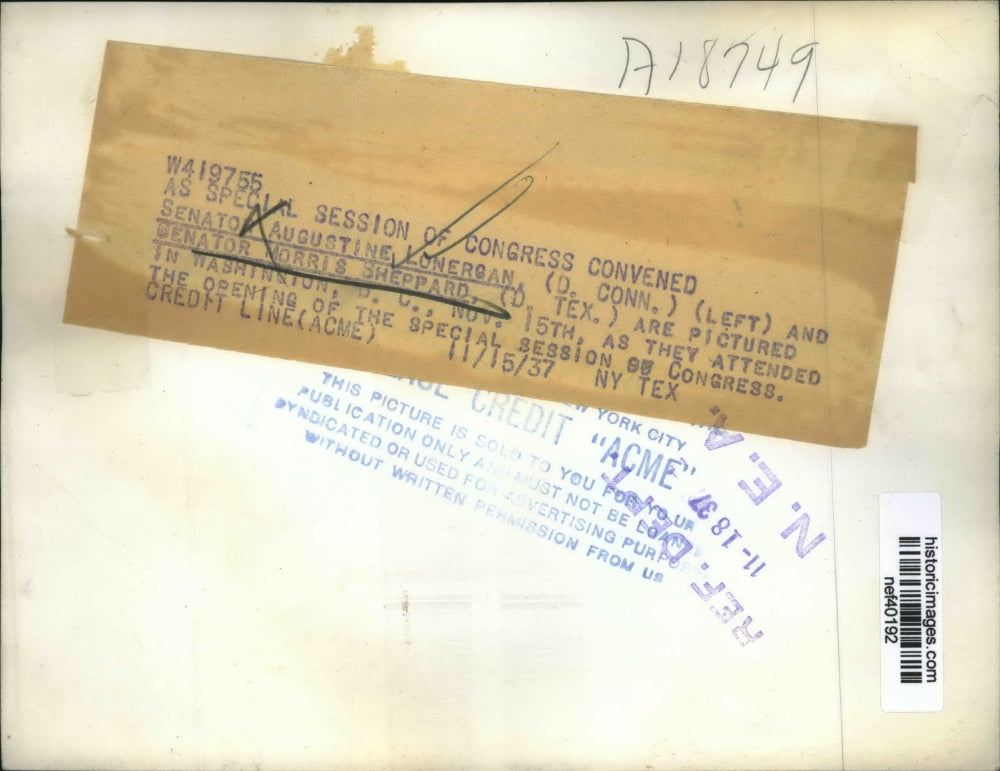 A18749
W419755
AS SPECIAL SESSION OF CONGRESS CONVENED
SENATOR AUGUSTINE LONERGAN, (D. CONN.) (LEFT) AND
SENATOR MORRIS SHEPPARD, (D. TEX.) ARE PICTURED
IN WASHINGTON, D. C., NOV. 15TH, AS THEY ATTENDED
THE OPENING OF THE SPECIAL SESSION OF CONGRESS.
CREDIT LINE(ACME) 11/15/37 NY TEX
YORK CITY
CREDIT "ACME"
THIS PICTURE IS SOLD TO YOU FOR YOUR
PUBLICATION ONLY AND MUST NOT BE LOANED
SYNDICATED OR USED FOR ADVERTISING PURPOSES
WITHOUT WRITTEN PERMISSION FROM US
N. E. A.
11-18 37
REF. DEPT.
historicimages.com
nef40192